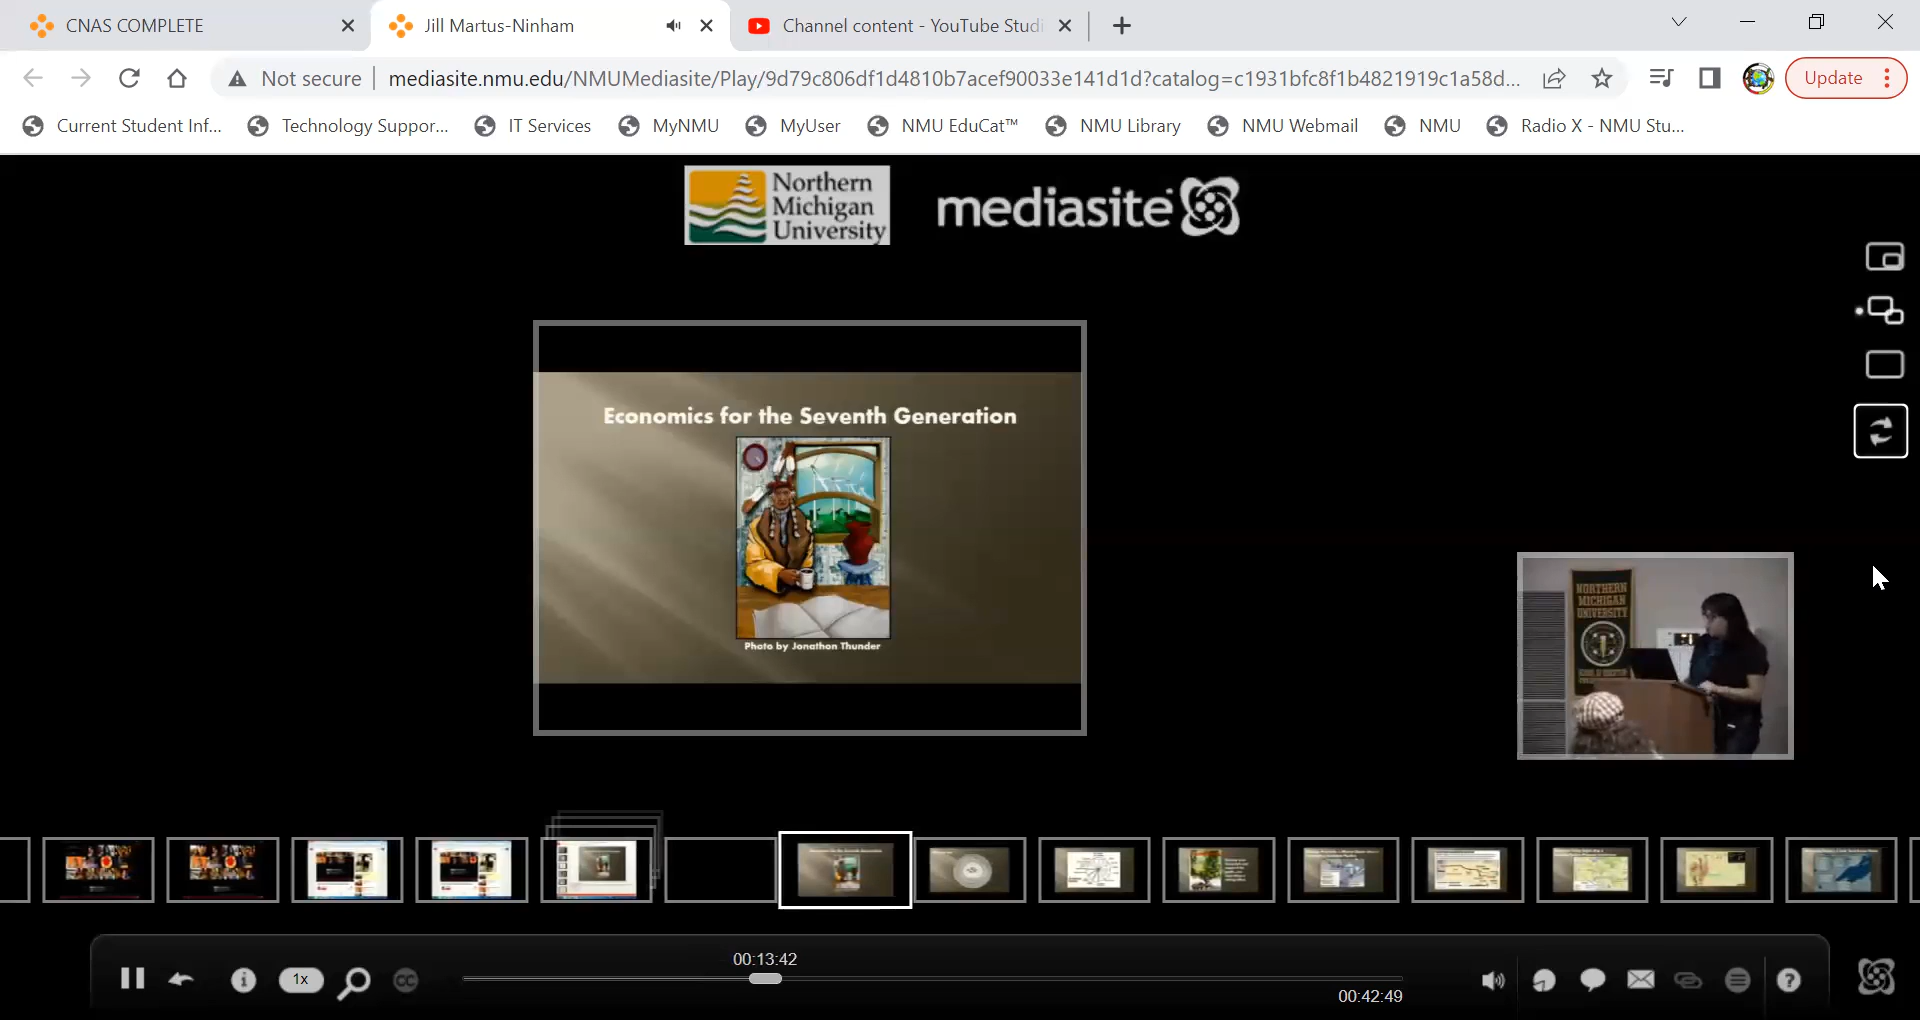 CNAS COMPLETE
Jill Martus-Ninham
Channel content - YouTube Studi
Not secure
mediasite.nmu.edu/NMUMediasite/Play/9d79c806df1d4810b7acef90033e141d1d?catalog=c1931bfc8f1b4821919c1a58d...
Update
Current Student Inf...
Technology Suppor...
IT Services
MyNMU
MyUser
NMU EduCat™
NMU Library
NMU Webmail
NMU
Radio X - NMU Stu...
Northern
Michigan
University
mediasite
Economics for the Seventh Generation
Photo by Jonathon Thunder
NORTHERN
MICHIGAN
UNIVERSITY
00:13:42
1x
CC
00:42:49